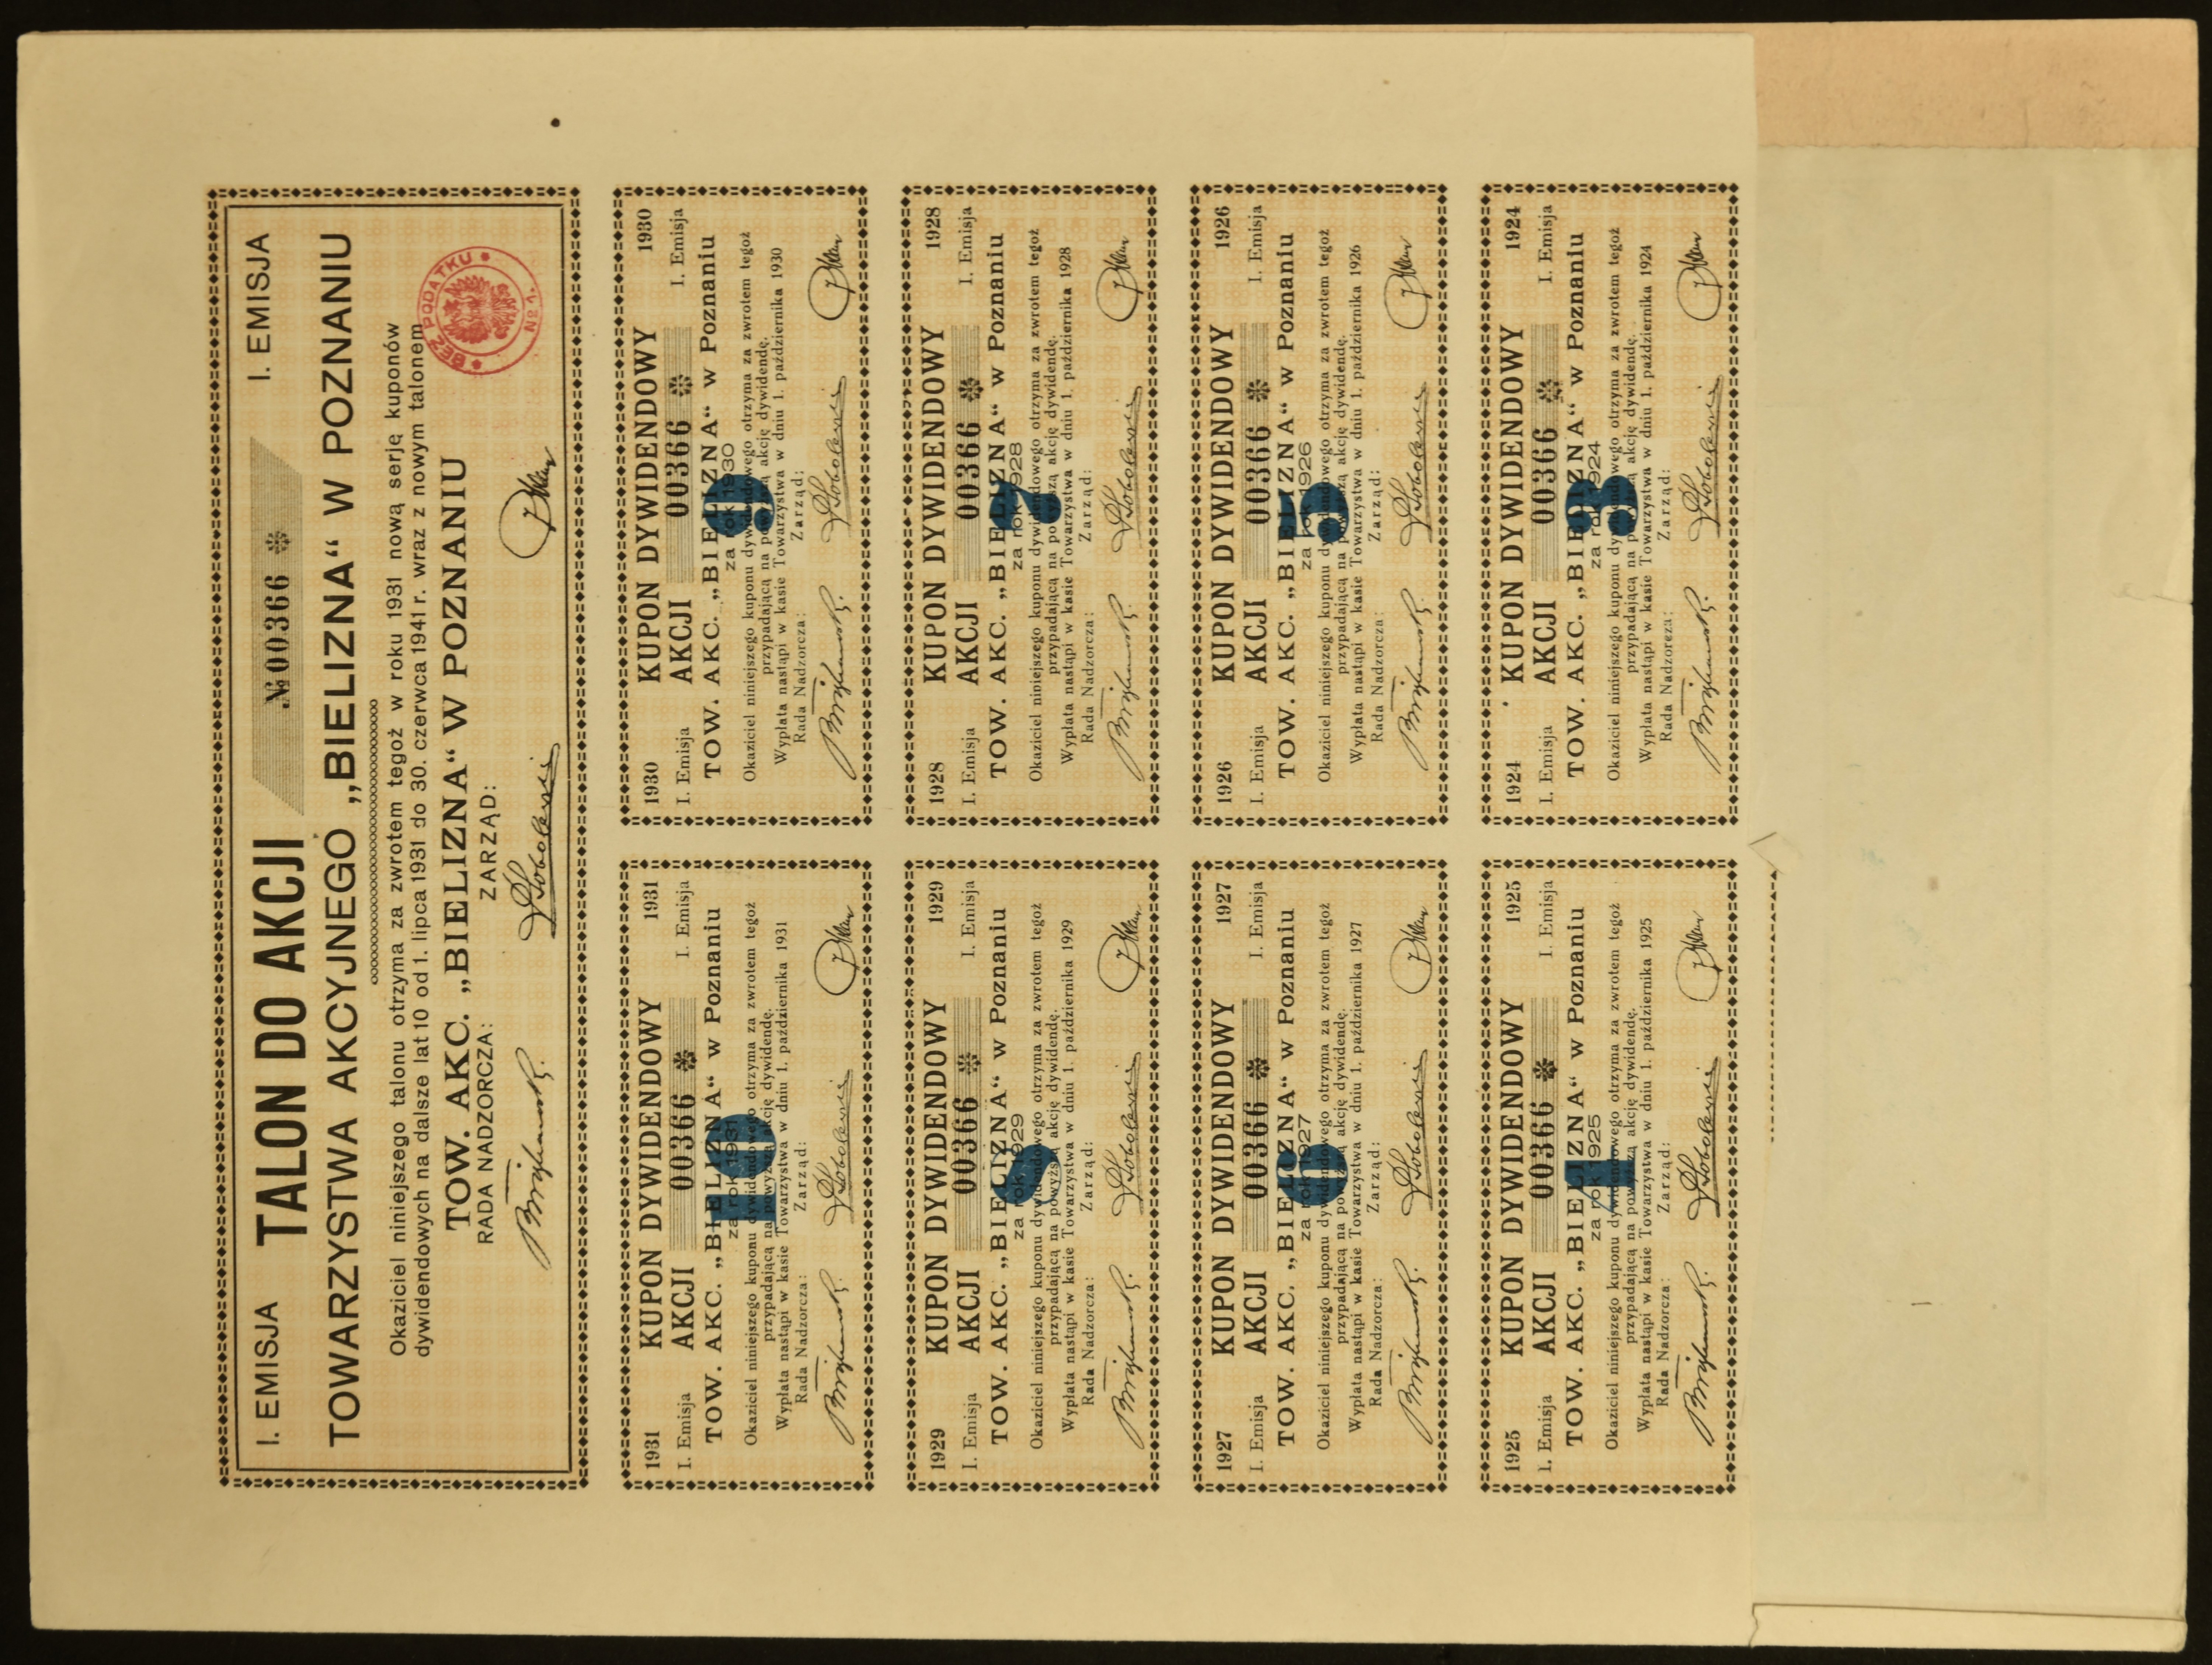 I. EMISJA TALON DO AKCJI № 00366 I. EMISJA
TOWARZYSTWA AKCYJNEGO „BIELIZNA“ W POZNANIU
Okaziciel niniejszego talonu otrzyma za zwrotem tegoż w roku 1931 nową serję kuponów
dywidendowych na dalsze lat 10 od 1. lipca 1931 do 30. czerwca 1941 r. wraz z nowym talonem
TOW. AKC. „BIELIZNA“ W POZNANIU
RADA NADZORCZA: ZARZĄD:
BEZ PODATKU
№ 1.
1931 KUPON DYWIDENDOWY 1931
I. Emisja AKCJI 00366 I. Emisja
TOW. AKC. „BIELIZNA“ w Poznaniu
10
za rok 1931
Okaziciel niniejszego kuponu dywidendowego otrzyma za zwrotem tegoż
przypadającą na powyższą akcję dywidendę.
Wypłata nastąpi w kasie Towarzystwa w dniu 1. października 1931
Rada Nadzorcza: Zarząd:
1930 KUPON DYWIDENDOWY 1930
I. Emisja AKCJI 00366 I. Emisja
TOW. AKC. „BIELIZNA“ w Poznaniu
9
za rok 1930
Okaziciel niniejszego kuponu dywidendowego otrzyma za zwrotem tegoż
przypadającą na powyższą akcję dywidendę.
Wypłata nastąpi w kasie Towarzystwa w dniu 1. października 1930
Rada Nadzorcza: Zarząd:
1929 KUPON DYWIDENDOWY 1929
I. Emisja AKCJI 00366 I. Emisja
TOW. AKC. „BIELIZNA“ w Poznaniu
8
za rok 1929
Okaziciel niniejszego kuponu dywidendowego otrzyma za zwrotem tegoż
przypadającą na powyższą akcję dywidendę.
Wypłata nastąpi w kasie Towarzystwa w dniu 1. października 1929
Rada Nadzorcza: Zarząd:
1928 KUPON DYWIDENDOWY 1928
I. Emisja AKCJI 00366 I. Emisja
TOW. AKC. „BIELIZNA“ w Poznaniu
7
za rok 1928
Okaziciel niniejszego kuponu dywidendowego otrzyma za zwrotem tegoż
przypadającą na powyższą akcję dywidendę.
Wypłata nastąpi w kasie Towarzystwa w dniu 1. października 1928
Rada Nadzorcza: Zarząd:
1927 KUPON DYWIDENDOWY 1927
I. Emisja AKCJI 00366 I. Emisja
TOW. AKC. „BIELIZNA“ w Poznaniu
6
za rok 1927
Okaziciel niniejszego kuponu dywidendowego otrzyma za zwrotem tegoż
przypadającą na powyższą akcję dywidendę.
Wypłata nastąpi w kasie Towarzystwa w dniu 1. października 1927
Rada Nadzorcza: Zarząd:
1926 KUPON DYWIDENDOWY 1926
I. Emisja AKCJI 00366 I. Emisja
TOW. AKC. „BIELIZNA“ w Poznaniu
5
za rok 1926
Okaziciel niniejszego kuponu dywidendowego otrzyma za zwrotem tegoż
przypadającą na powyższą akcję dywidendę.
Wypłata nastąpi w kasie Towarzystwa w dniu 1. października 1926
Rada Nadzorcza: Zarząd:
1925 KUPON DYWIDENDOWY 1925
I. Emisja AKCJI 00366 I. Emisja
TOW. AKC. „BIELIZNA“ w Poznaniu
4
za rok 1925
Okaziciel niniejszego kuponu dywidendowego otrzyma za zwrotem tegoż
przypadającą na powyższą akcję dywidendę.
Wypłata nastąpi w kasie Towarzystwa w dniu 1. października 1925
Rada Nadzorcza: Zarząd:
1924 KUPON DYWIDENDOWY 1924
I. Emisja AKCJI 00366 I. Emisja
TOW. AKC. „BIELIZNA“ w Poznaniu
3
za rok 1924
Okaziciel niniejszego kuponu dywidendowego otrzyma za zwrotem tegoż
przypadającą na powyższą akcję dywidendę.
Wypłata nastąpi w kasie Towarzystwa w dniu 1. października 1924
Rada Nadzorcza: Zarząd: